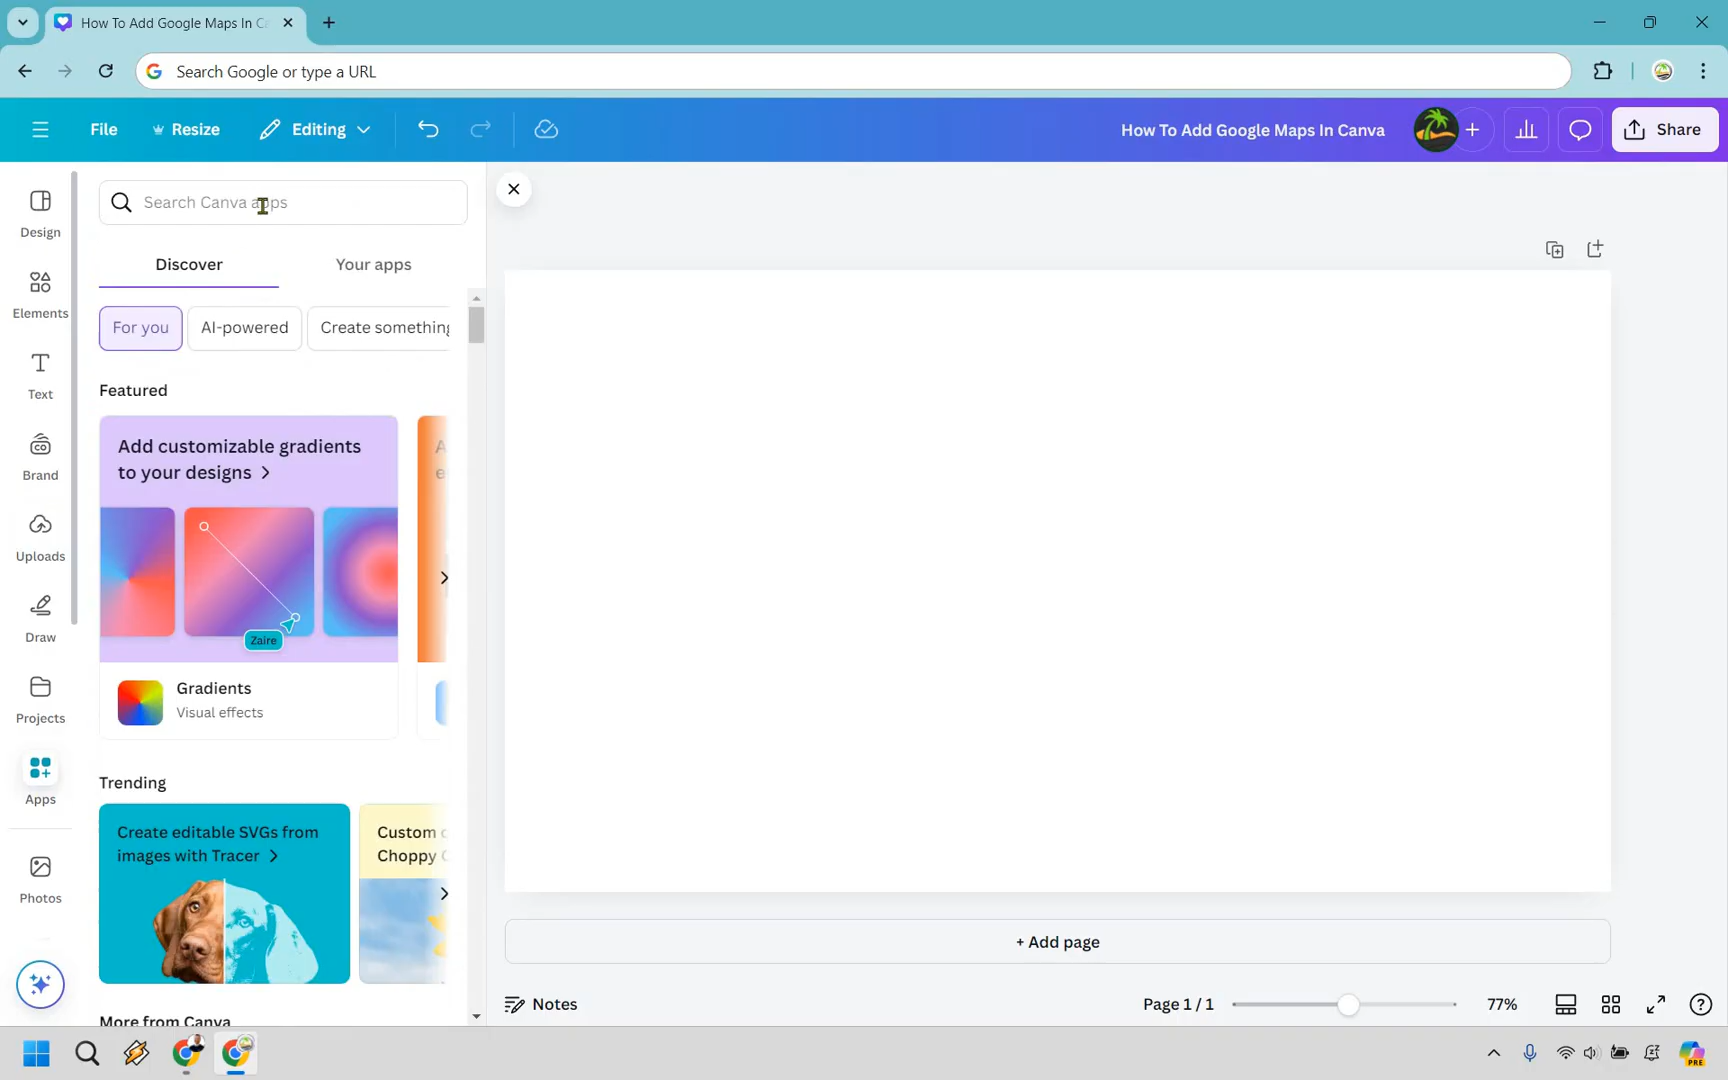 How To Add Google Maps In C
Search Google or type a URL
File
Resize
Editing
How To Add Google Maps In Canva
Share
Search Canva apps
Design
Elements
Text
Brand
Uploads
Draw
Projects
Apps
Photos
Discover
Your apps
For you
AI-powered
Create something
Featured
Add customizable gradients
to your designs >
Zaire
Gradients
Visual effects
Trending
Create editable SVGs from
images with Tracer >
Custom
Choppy
More from Canva
+ Add page
Notes
Page 1 / 1
77%